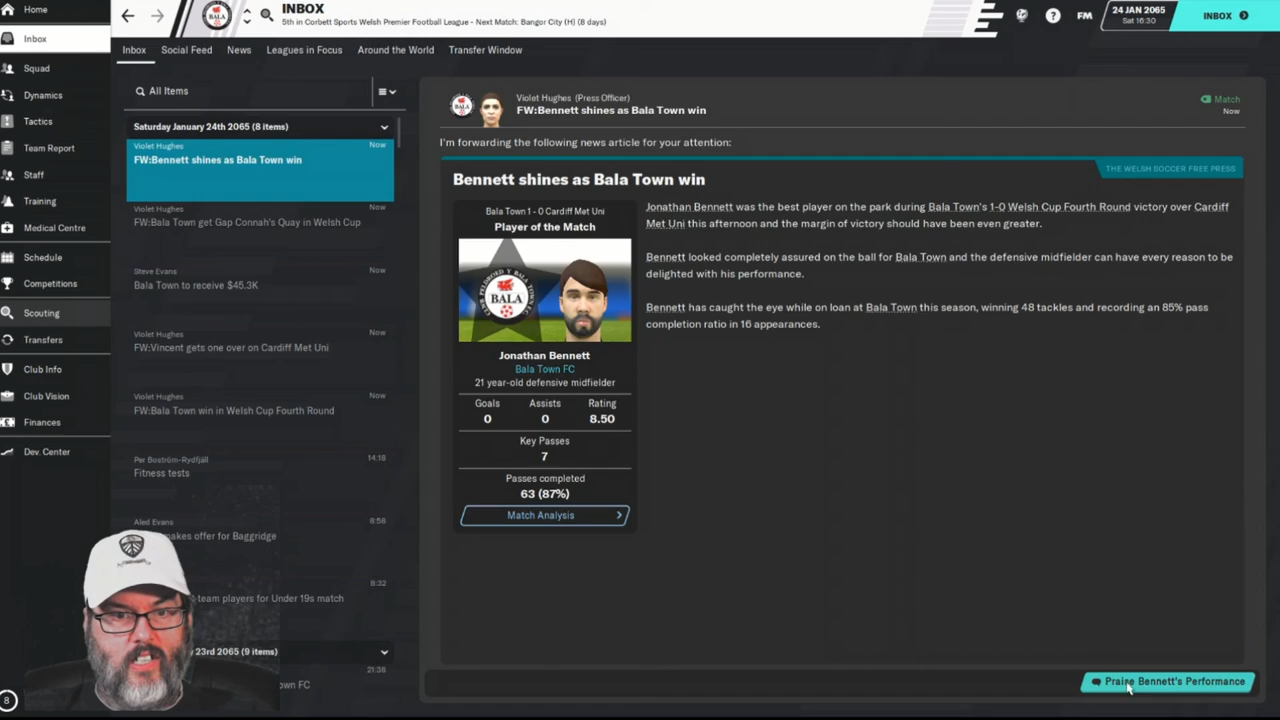 Home
Inbox
Squad
Dynamics
Tactics
Team Report
Staff
Training
Medical Centre
Schedule
Competitions
Scouting
Transfers
Club Info
Club Vision
Finances
Dev. Center
8
BALA
INBOX
5th in Corbett Sports Welsh Premier Football League - Next Match: Bangor City (H) (8 days)
?
FM
24 JAN 2065
Sat 16:30
INBOX
Inbox
Social Feed
News
Leagues in Focus
Around the World
Transfer Window
All Items
Saturday January 24th 2065 (8 items)
Violet Hughes
Now
FW:Bennett shines as Bala Town win
Violet Hughes
Now
FW:Bala Town get Gap Connah's Quay in Welsh Cup
Steve Evans
Now
Bala Town to receive $45.3K
Violet Hughes
Now
FW:Vincent gets one over on Cardiff Met Uni
Violet Hughes
Now
FW:Bala Town win in Welsh Cup Fourth Round
Per Boström-Rydfjäll
14:18
Fitness tests
Aled Evans
8:58
makes offer for Baggridge
8:32
team players for Under 19s match
23rd 2065 (9 items)
21:38
own FC
BALA
Violet Hughes (Press Officer)
FW:Bennett shines as Bala Town win
Match
Now
I'm forwarding the following news article for your attention:
THE WELSH SOCCER FREE PRESS
Bennett shines as Bala Town win
Bala Town 1 - 0 Cardiff Met Uni
Player of the Match
BALA
Jonathan Bennett
Bala Town FC
21 year-old defensive midfielder
Goals
Assists
Rating
0
0
8.50
Key Passes
7
Passes completed
63 (87%)
Match Analysis
Jonathan Bennett was the best player on the park during Bala Town's 1-0 Welsh Cup Fourth Round victory over Cardiff
Met Uni this afternoon and the margin of victory should have been even greater.
Bennett looked completely assured on the ball for Bala Town and the defensive midfielder can have every reason to be
delighted with his performance.
Bennett has caught the eye while on loan at Bala Town this season, winning 48 tackles and recording an 85% pass
completion ratio in 16 appearances.
Praise Bennett's Performance